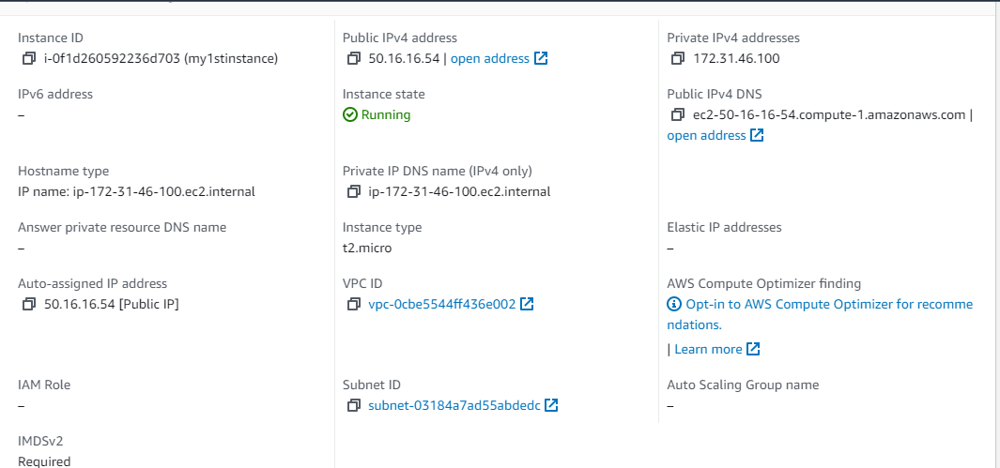 Instance ID
i-0f1d260592236d703 (my1stinstance)
Public IPv4 address
50.16.16.54 | open address
Private IPv4 addresses
172.31.46.100
IPv6 address
–
Instance state
Running
Public IPv4 DNS
ec2-50-16-16-54.compute-1.amazonaws.com |
open address
Hostname type
IP name: ip-172-31-46-100.ec2.internal
Private IP DNS name (IPv4 only)
ip-172-31-46-100.ec2.internal
Answer private resource DNS name
–
Instance type
t2.micro
Elastic IP addresses
–
Auto-assigned IP address
50.16.16.54 [Public IP]
VPC ID
vpc-0cbe5544ff436e002
AWS Compute Optimizer finding
Opt-in to AWS Compute Optimizer for recomme
ndations.
| Learn more
IAM Role
–
Subnet ID
subnet-03184a7ad55abdedc
Auto Scaling Group name
–
IMDSv2
Required